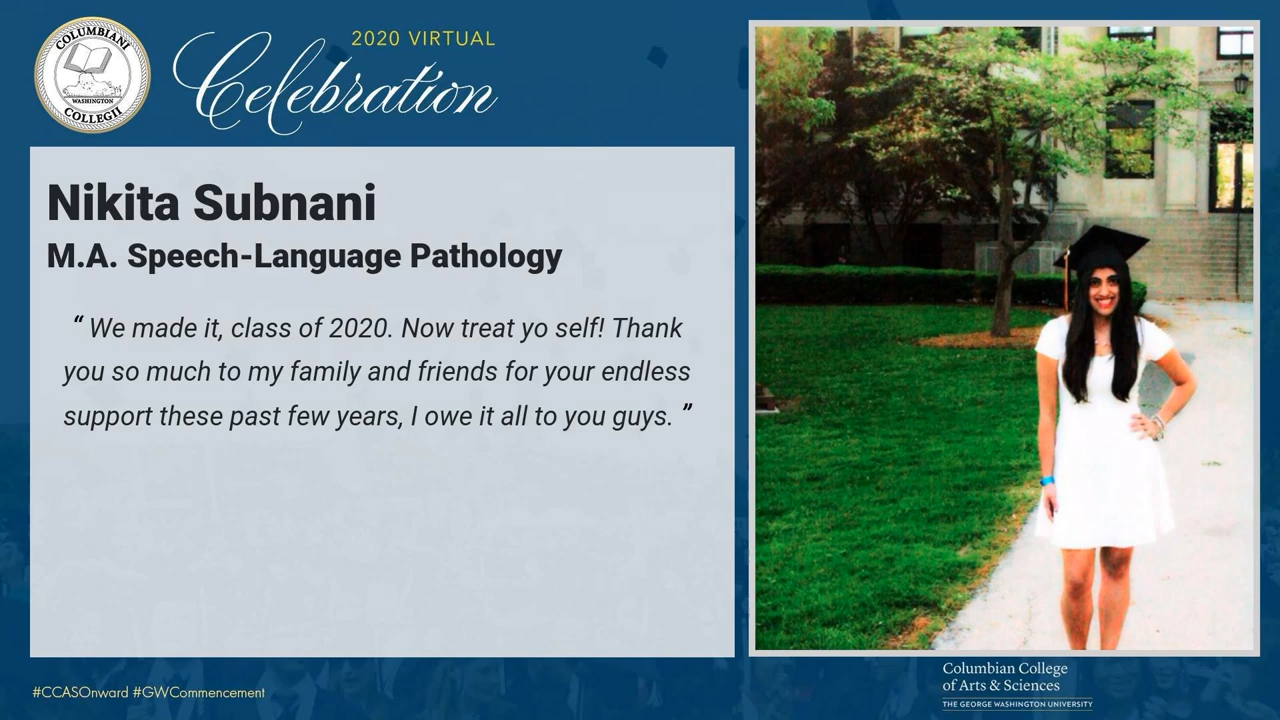 COLUMBIANI
WASHINGTON
COLLEGII
2020 VIRTUAL
Celebration
Nikita Subnani
M.A. Speech-Language Pathology
“ We made it, class of 2020. Now treat yo self! Thank
you so much to my family and friends for your endless
support these past few years, I owe it all to you guys. ”
#CCASOnward #GWCommencement
Columbian College
of Arts & Sciences
THE GEORGE WASHINGTON UNIVERSITY